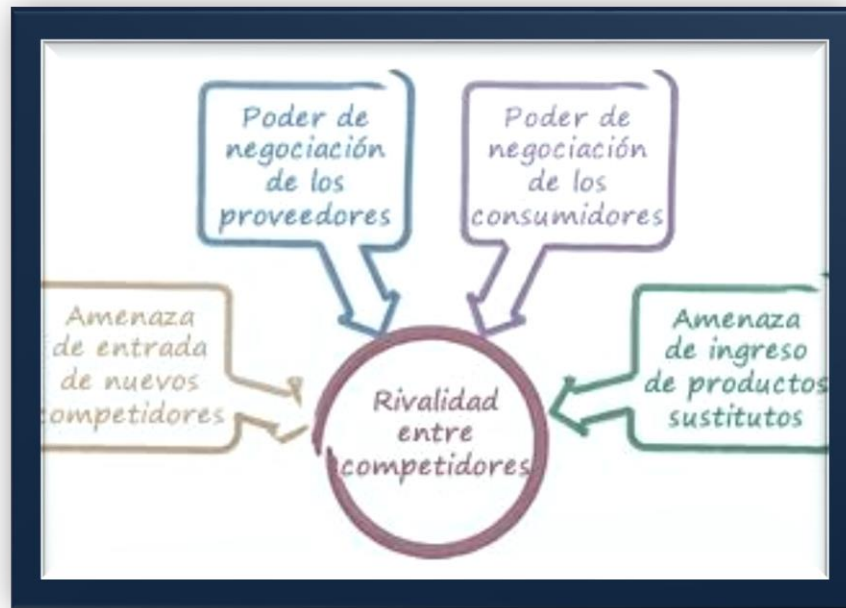 Poder de
negociación
de los
proveedores
Poder de
negociación
de los
consumidores
Amenaza
de entrada
de nuevos
competidores
Rivalidad
entre
competidores
Amenaza
de ingreso
de productos
sustitutos